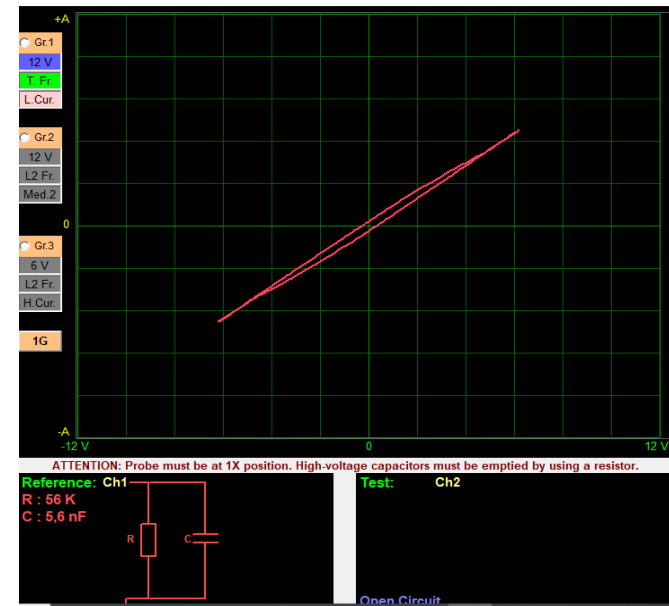 +A
Gr.1
12 V
T. Fr.
L.Cur.
Gr.2
12 V
L2 Fr.
Med.2
0
Gr.3
6 V
L2 Fr.
H.Cur.
1G
-A
-12 V 0 12 V
ATTENTION: Probe must be at 1X position. High-voltage capacitors must be emptied by using a resistor.
Reference: Ch1
R : 56 K
C : 5,6 nF
R C
Test: Ch2
Open Circuit